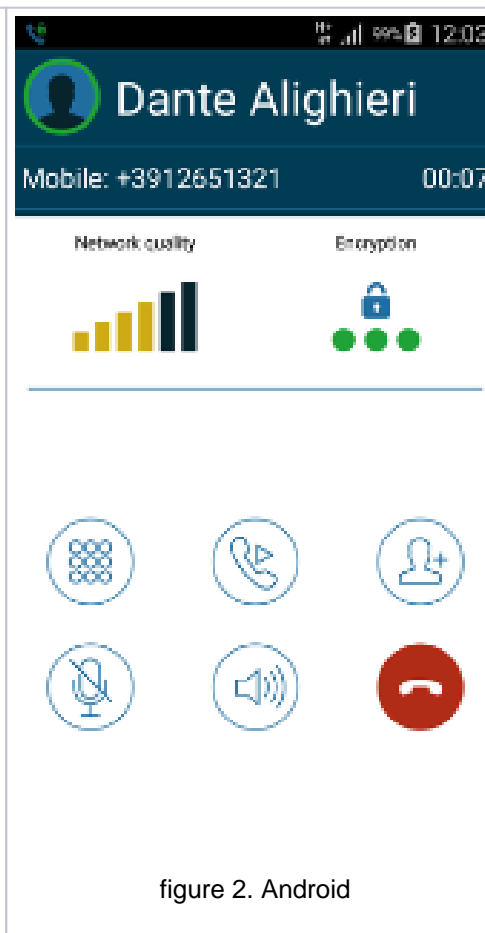 99% 12:03
Dante Alighieri
Mobile: +3912651321 00:07
Network quality Encryption
figure 2. Android